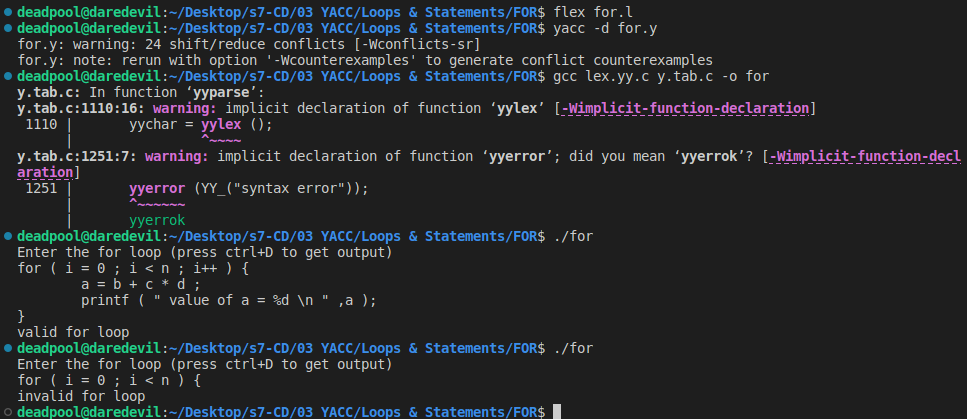 deadpool@daredevil:~/Desktop/s7-CD/03 YACC/Loops & Statements/FOR$ flex for.l
deadpool@daredevil:~/Desktop/s7-CD/03 YACC/Loops & Statements/FOR$ yacc -d for.y
for.y: warning: 24 shift/reduce conflicts [-Wconflicts-sr]
for.y: note: rerun with option '-Wcounterexamples' to generate conflict counterexamples
deadpool@daredevil:~/Desktop/s7-CD/03 YACC/Loops & Statements/FOR$ gcc lex.yy.c y.tab.c -o for
y.tab.c: In function ‘yyparse’:
y.tab.c:1110:16: warning: implicit declaration of function ‘yylex’ [-Wimplicit-function-declaration]
 1110 |       yychar = yylex ();
      |                ^~~~~
y.tab.c:1251:7: warning: implicit declaration of function ‘yyerror’; did you mean ‘yyerrok’? [-Wimplicit-function-decl
aration]
 1251 |       yyerror (YY_("syntax error"));
      |       ^~~~~~~
      |       yyerrok
deadpool@daredevil:~/Desktop/s7-CD/03 YACC/Loops & Statements/FOR$ ./for
Enter the for loop (press ctrl+D to get output)
for ( i = 0 ; i < n ; i++ ) {
        a = b + c * d ;
        printf ( " value of a = %d \n " ,a );
}
valid for loop
deadpool@daredevil:~/Desktop/s7-CD/03 YACC/Loops & Statements/FOR$ ./for
Enter the for loop (press ctrl+D to get output)
for ( i = 0 ; i < n ) {
invalid for loop
deadpool@daredevil:~/Desktop/s7-CD/03 YACC/Loops & Statements/FOR$